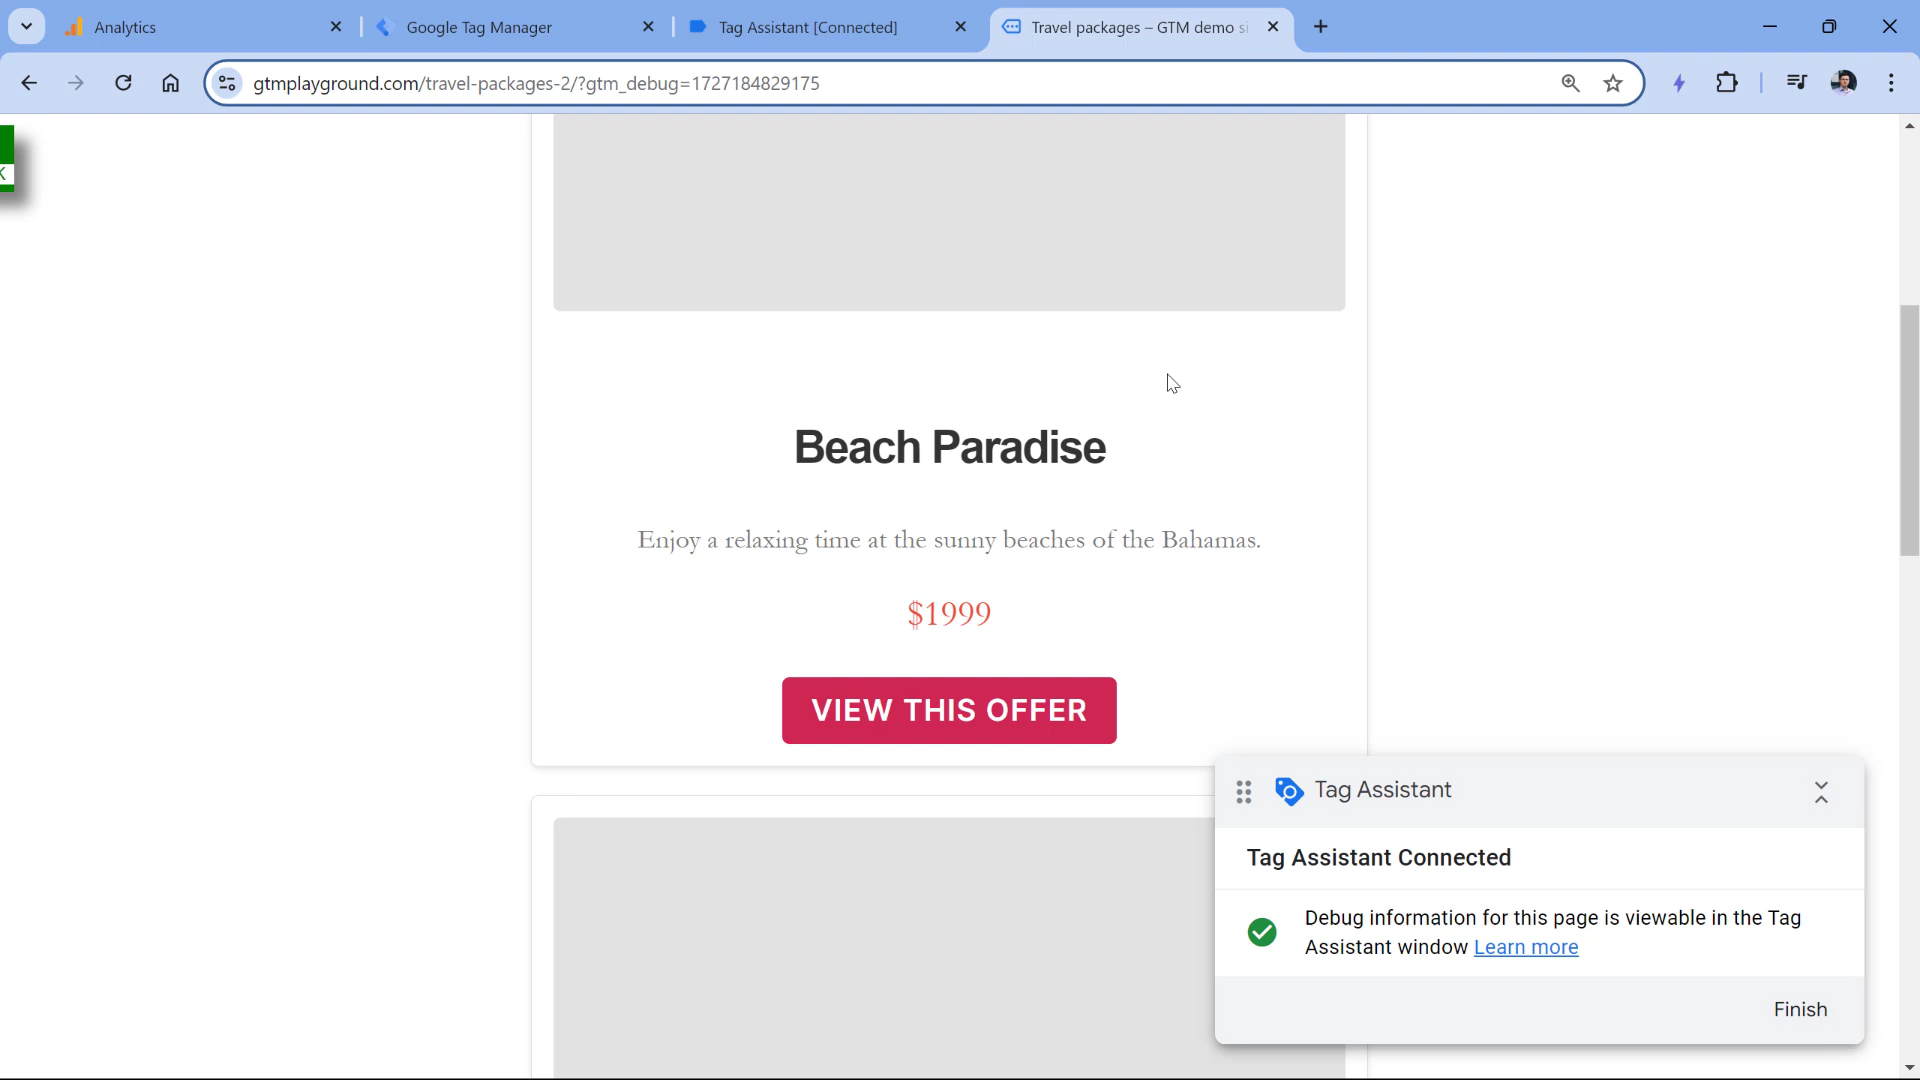 Analytics
Google Tag Manager
Tag Assistant [Connected]
Travel packages – GTM demo si
gtmplayground.com/travel-packages-2/?gtm_debug=1727184829175
K
Beach Paradise
Enjoy a relaxing time at the sunny beaches of the Bahamas.
$1999
VIEW THIS OFFER
Tag Assistant
Tag Assistant Connected
Debug information for this page is viewable in the Tag
Assistant window Learn more
Finish